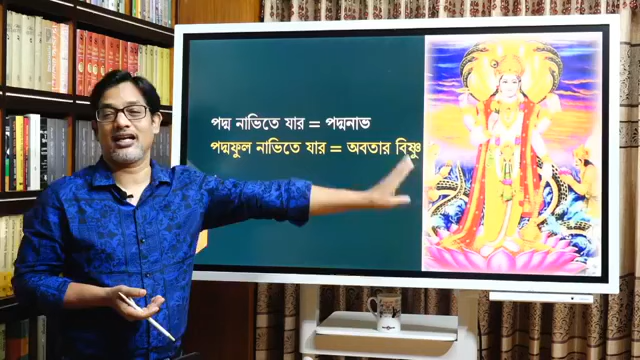 পদ্ম নাভিতে যার = পদ্মনাভ
পদ্মফুল নাভিতে যার = অবতার বিষ্ণু